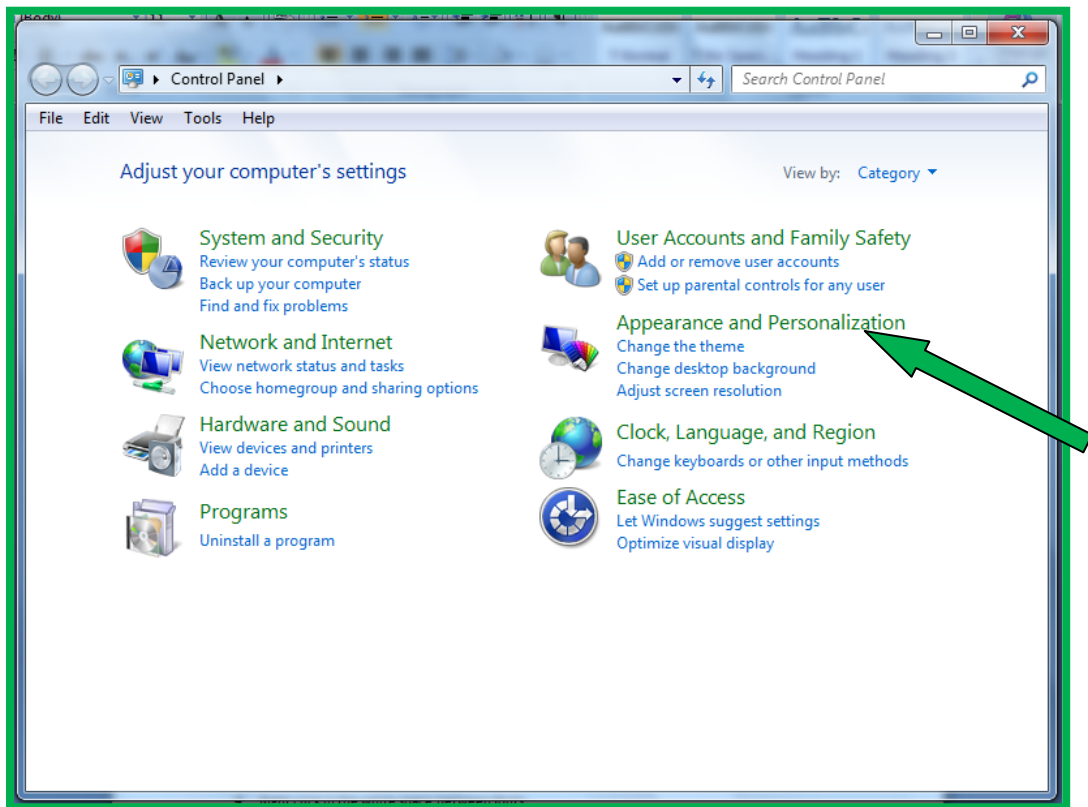 Control Panel
Search Control Panel
File Edit View Tools Help
Adjust your computer's settings
View by: Category
System and Security
Review your computer's status
Back up your computer
Find and fix problems
Network and Internet
View network status and tasks
Choose homegroup and sharing options
Hardware and Sound
View devices and printers
Add a device
Programs
Uninstall a program
User Accounts and Family Safety
Add or remove user accounts
Set up parental controls for any user
Appearance and Personalization
Change the theme
Change desktop background
Adjust screen resolution
Clock, Language, and Region
Change keyboards or other input methods
Ease of Access
Let Windows suggest settings
Optimize visual display